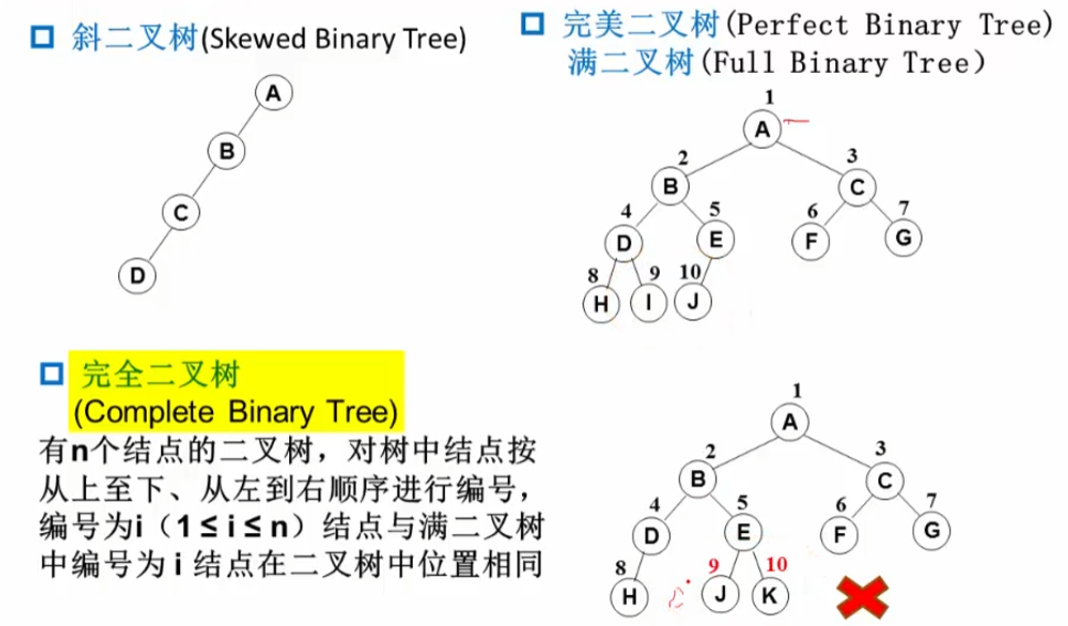 斜二叉树(Skewed Binary Tree)
A
B
C
D
完美二叉树(Perfect Binary Tree)
满二叉树(Full Binary Tree)
1
A
2
3
B
C
4
5
6
7
D
E
F
G
8
9
10
H
I
J
完全二叉树
(Complete Binary Tree)
有n个结点的二叉树，对树中结点按
从上至下、从左到右顺序进行编号，
编号为i（1≤i≤n）结点与满二叉树
中编号为 i 结点在二叉树中位置相同
1
A
2
3
B
C
4
5
6
7
D
E
F
G
8
9
10
H
J
K